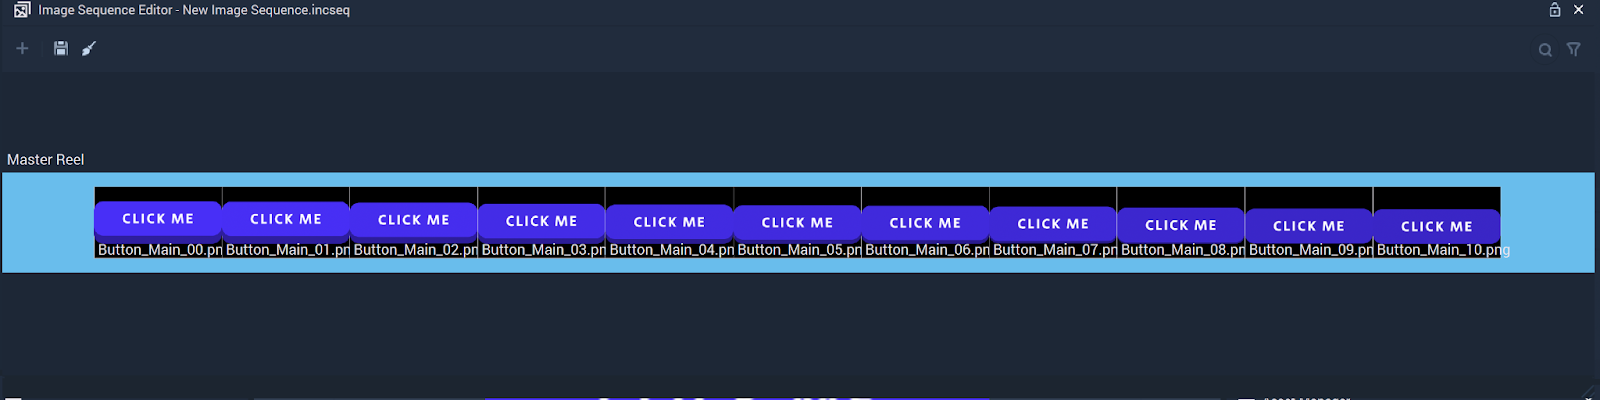 Image Sequence Editor - New Image Sequence.incseq
Master Reel
CLICK ME CLICK ME CLICK ME CLICK ME CLICK ME CLICK ME CLICK ME CLICK ME CLICK ME CLICK ME CLICK ME
Button_Main_00.pn Button_Main_01.pn Button_Main_02.pn Button_Main_03.pn Button_Main_04.pn Button_Main_05.pn Button_Main_06.pn Button_Main_07.pn Button_Main_08.pn Button_Main_09.pn Button_Main_10.png